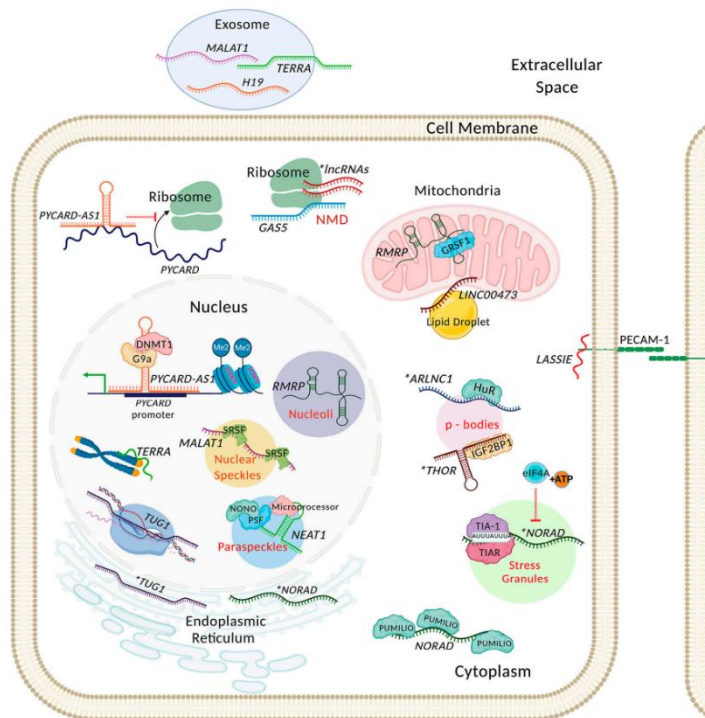 Exosome
MALAT1
TERRA
H19
Extracellular
Space
Cell Membrane
Ribosome
PYCARD-AS1
PYCARD
Ribosome
*lncRNAs
GAS5
NMD
Mitochondria
RMRP
GRSF1
LINC00473
Lipid Droplet
Nucleus
DNMT1
G9a
Me2
Me2
PYCARD-AS1
PYCARD
promoter
RMRP
Nucleoli
TERRA
MALAT1
SRSF
SRSF
Nuclear
Speckles
TUG1
NONO
PSF
Microprocessor
NEAT1
Paraspeckles
*TUG1
*NORAD
Endoplasmic
Reticulum
LASSIE
PECAM-1
*ARLNC1
HuR
p - bodies
IGF2BP1
*THOR
eIF4A
+ATP
TIA-1
AUUUAUUA
*NORAD
TIAR
Stress
Granules
PUMILIO
PUMILIO
PUMILIO
NORAD
Cytoplasm